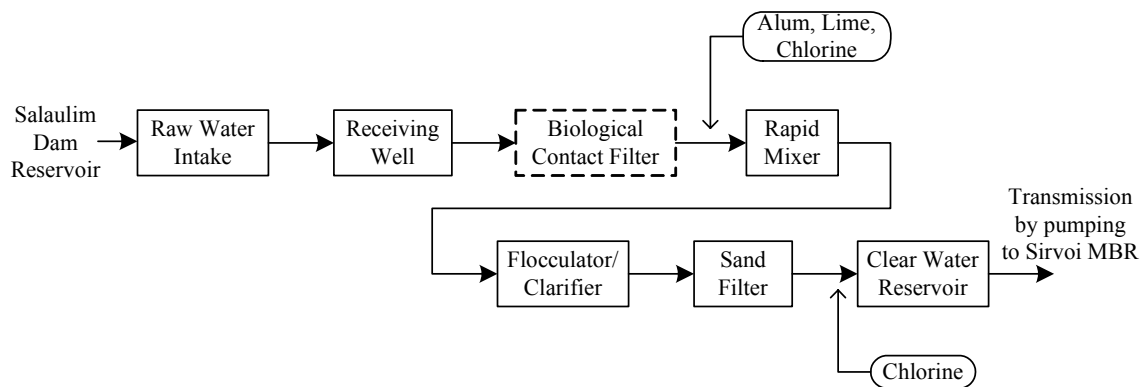 Alum, Lime,
Chlorine
Salaulim
Dam
Reservoir
Raw Water
Intake
Receiving
Well
Biological
Contact Filter
Rapid
Mixer
Flocculator/
Clarifier
Sand
Filter
Clear Water
Reservoir
Transmission
by pumping
to Sirvoi MBR
Chlorine